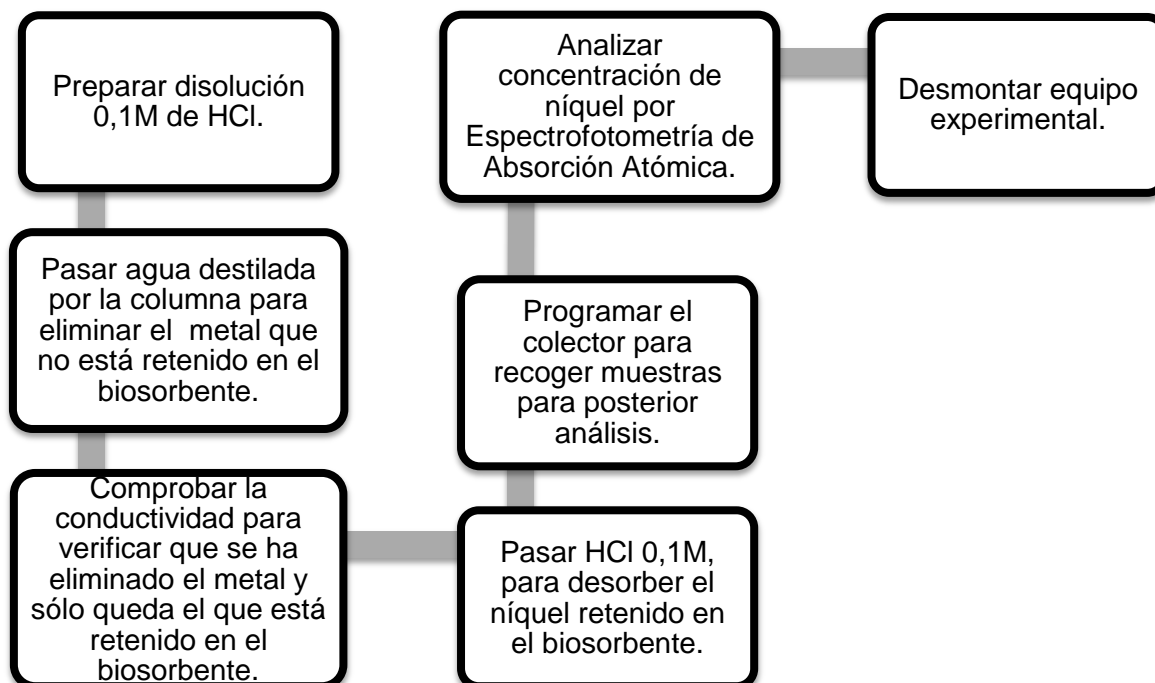 Preparar disolución
0,1M de HCl.
Pasar agua destilada
por la columna para
eliminar el  metal que
no está retenido en el
biosorbente.
Comprobar la
conductividad para
verificar que se ha
eliminado el metal y
sólo queda el que está
retenido en el
biosorbente.
Pasar HCl 0,1M,
para desorber el
níquel retenido en
el biosorbente.
Programar el
colector para
recoger muestras
para posterior
análisis.
Analizar
concentración de
níquel por
Espectrofotometría de
Absorción Atómica.
Desmontar equipo
experimental.